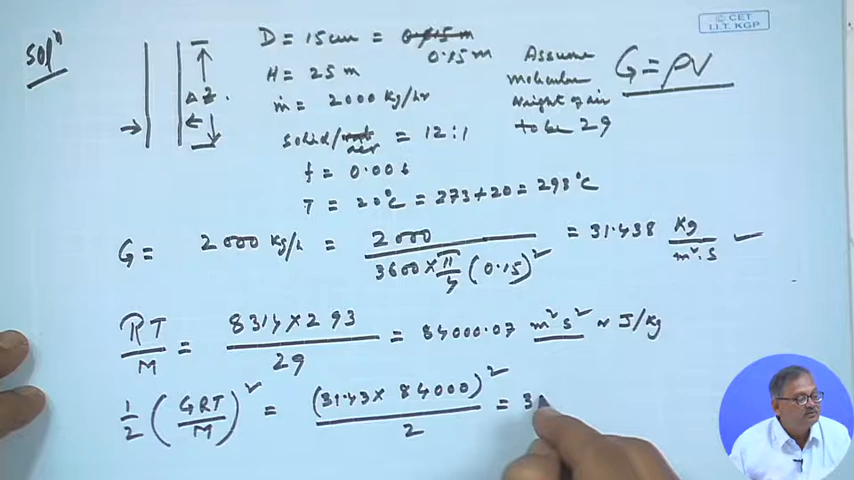 © CET
I.I.T. KGP
Solⁿ
D = 15 cm =
0.15 m
H = 25 m
ΔZ
ṁ = 2000 kg/hr
Assume
molecular
weight of air
to be 29
G = ρV
solid/
air = 12:1
f = 0.006
T = 20°C = 273+20 = 293°C
G = 2000 kg/h = 2000 / 3600 × π/4 (0.15)² = 31.438 kg / m².s
RT / M = 8314 × 293 / 29 = 84000.07 m²s² ~ J/kg
1/2 (GRT / M)² = (31.43 × 84000)² / 2 = 3